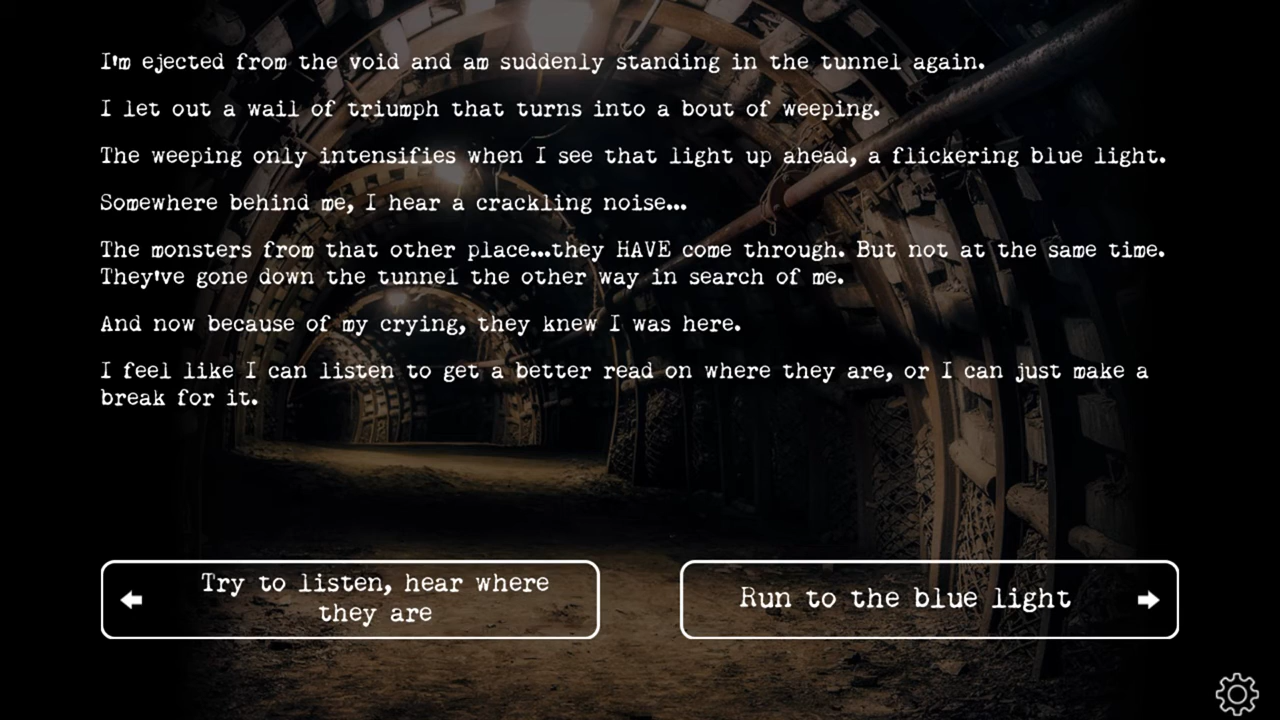 I'm ejected from the void and am suddenly standing in the tunnel again.
I let out a wail of triumph that turns into a bout of weeping.
The weeping only intensifies when I see that light up ahead, a flickering blue light.
Somewhere behind me, I hear a crackling noise...
The monsters from that other place...they HAVE come through. But not at the same time.
They've gone down the tunnel the other way in search of me.
And now because of my crying, they knew I was here.
I feel like I can listen to get a better read on where they are, or I can just make a
break for it.
Try to listen, hear where
they are
Run to the blue light